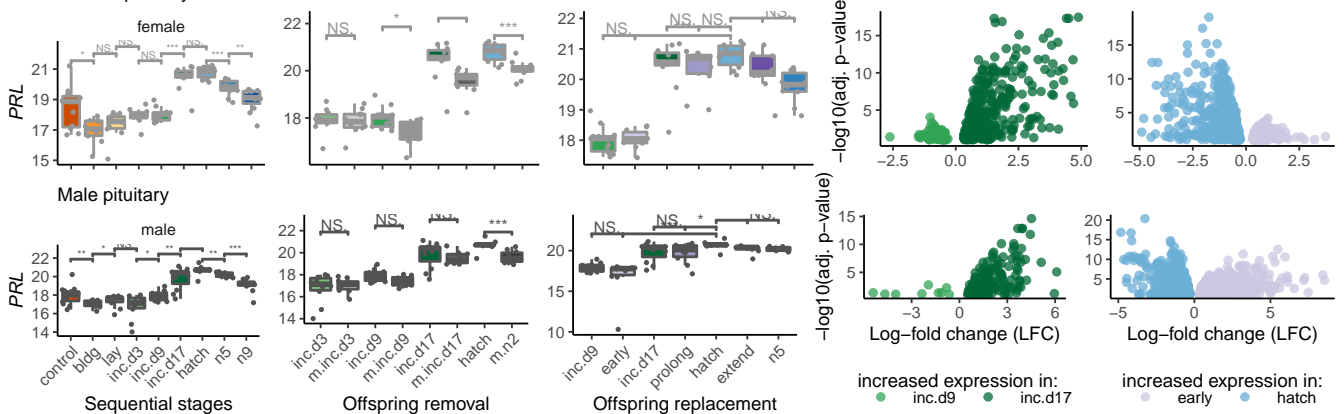 female
PRL
21
19
17
15
* NS. NS. NS. *** NS. *** **
22
20
18
NS. * ***
22
21
20
19
18
NS. NS. NS. NS.
−log10(adj. p−value)
15
10
5
−2.5 0.0 2.5 5.0
15
10
5
−5.0 0.0
Male pituitary
male
PRL
22
20
18
16
14
** * NS. * ** ** * ***
control
bldg
lay
inc.d3
inc.d9
inc.d17
hatch
n5
n9
Sequential stages
22
20
18
16
14
NS. NS. NS. ***
inc.d3
m.inc.d3
inc.d9
m.inc.d9
inc.d17
m.inc.d17
hatch
m.n2
Offspring removal
20
10
NS. NS. * NS.
inc.d9
early
inc.d17
prolong
hatch
extend
n5
Offspring replacement
−log10(adj. p−value)
15
10
5
−3 0 3 6
Log−fold change (LFC)
20
15
10
5
−5 0 5
Log−fold change (LFC)
increased expression in:
inc.d9 inc.d17
increased expression in:
early hatch